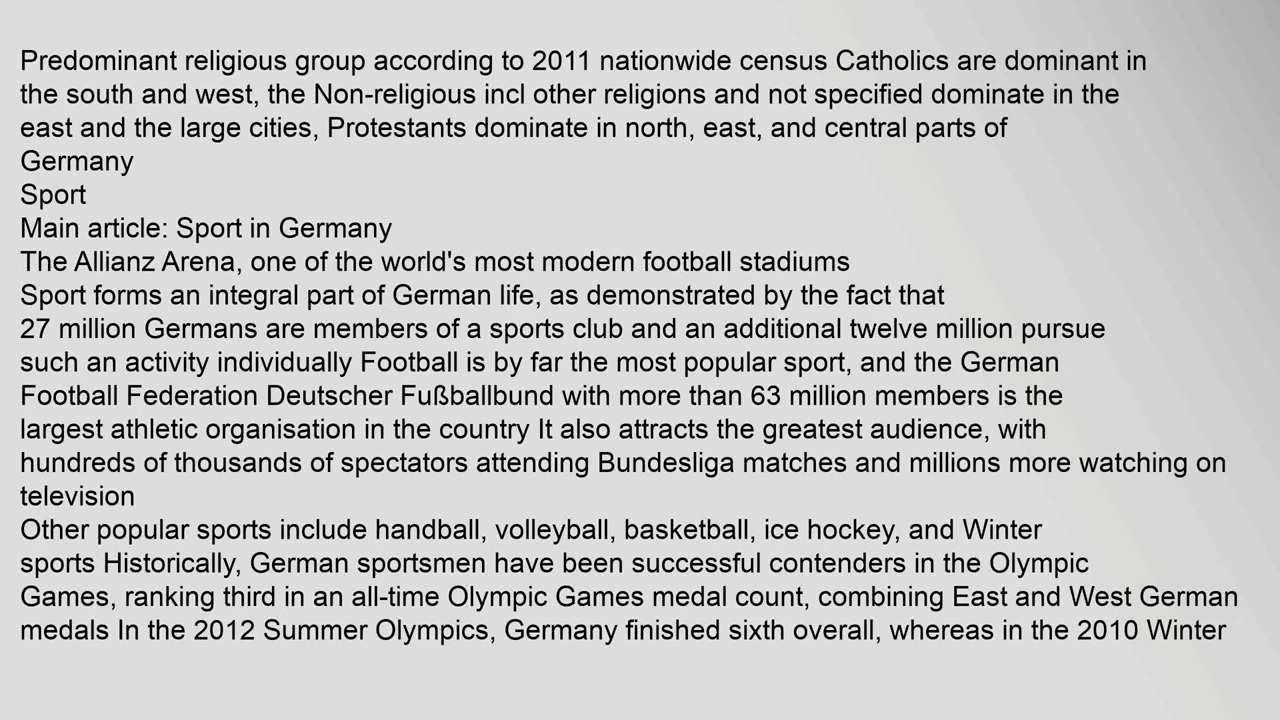 Predominant religious group according to 2011 nationwide census Catholics are dominant in
the south and west, the Non-religious incl other religions and not specified dominate in the
east and the large cities, Protestants dominate in north, east, and central parts of
Germany
Sport
Main article: Sport in Germany
The Allianz Arena, one of the world's most modern football stadiums
Sport forms an integral part of German life, as demonstrated by the fact that
27 million Germans are members of a sports club and an additional twelve million pursue
such an activity individually Football is by far the most popular sport, and the German
Football Federation Deutscher Fußballbund with more than 63 million members is the
largest athletic organisation in the country It also attracts the greatest audience, with
hundreds of thousands of spectators attending Bundesliga matches and millions more watching on
television
Other popular sports include handball, volleyball, basketball, ice hockey, and Winter
sports Historically, German sportsmen have been successful contenders in the Olympic
Games, ranking third in an all-time Olympic Games medal count, combining East and West German
medals In the 2012 Summer Olympics, Germany finished sixth overall, whereas in the 2010 Winter